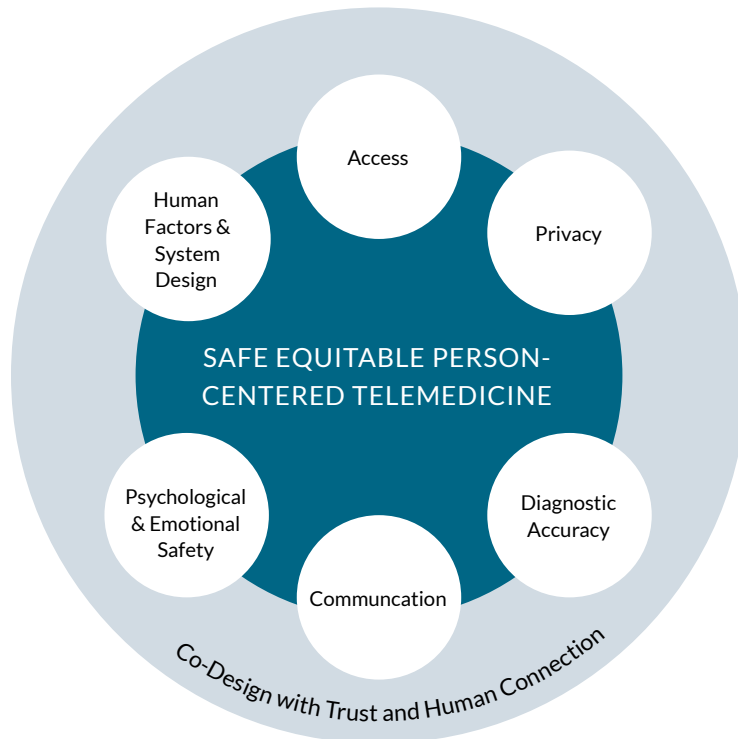 Access
Human
Factors &
System
Design
Privacy
SAFE EQUITABLE PERSON-
CENTERED TELEMEDICINE
Psychological
& Emotional
Safety
Diagnostic
Accuracy
Communcation
Co-Design with Trust and Human Connection